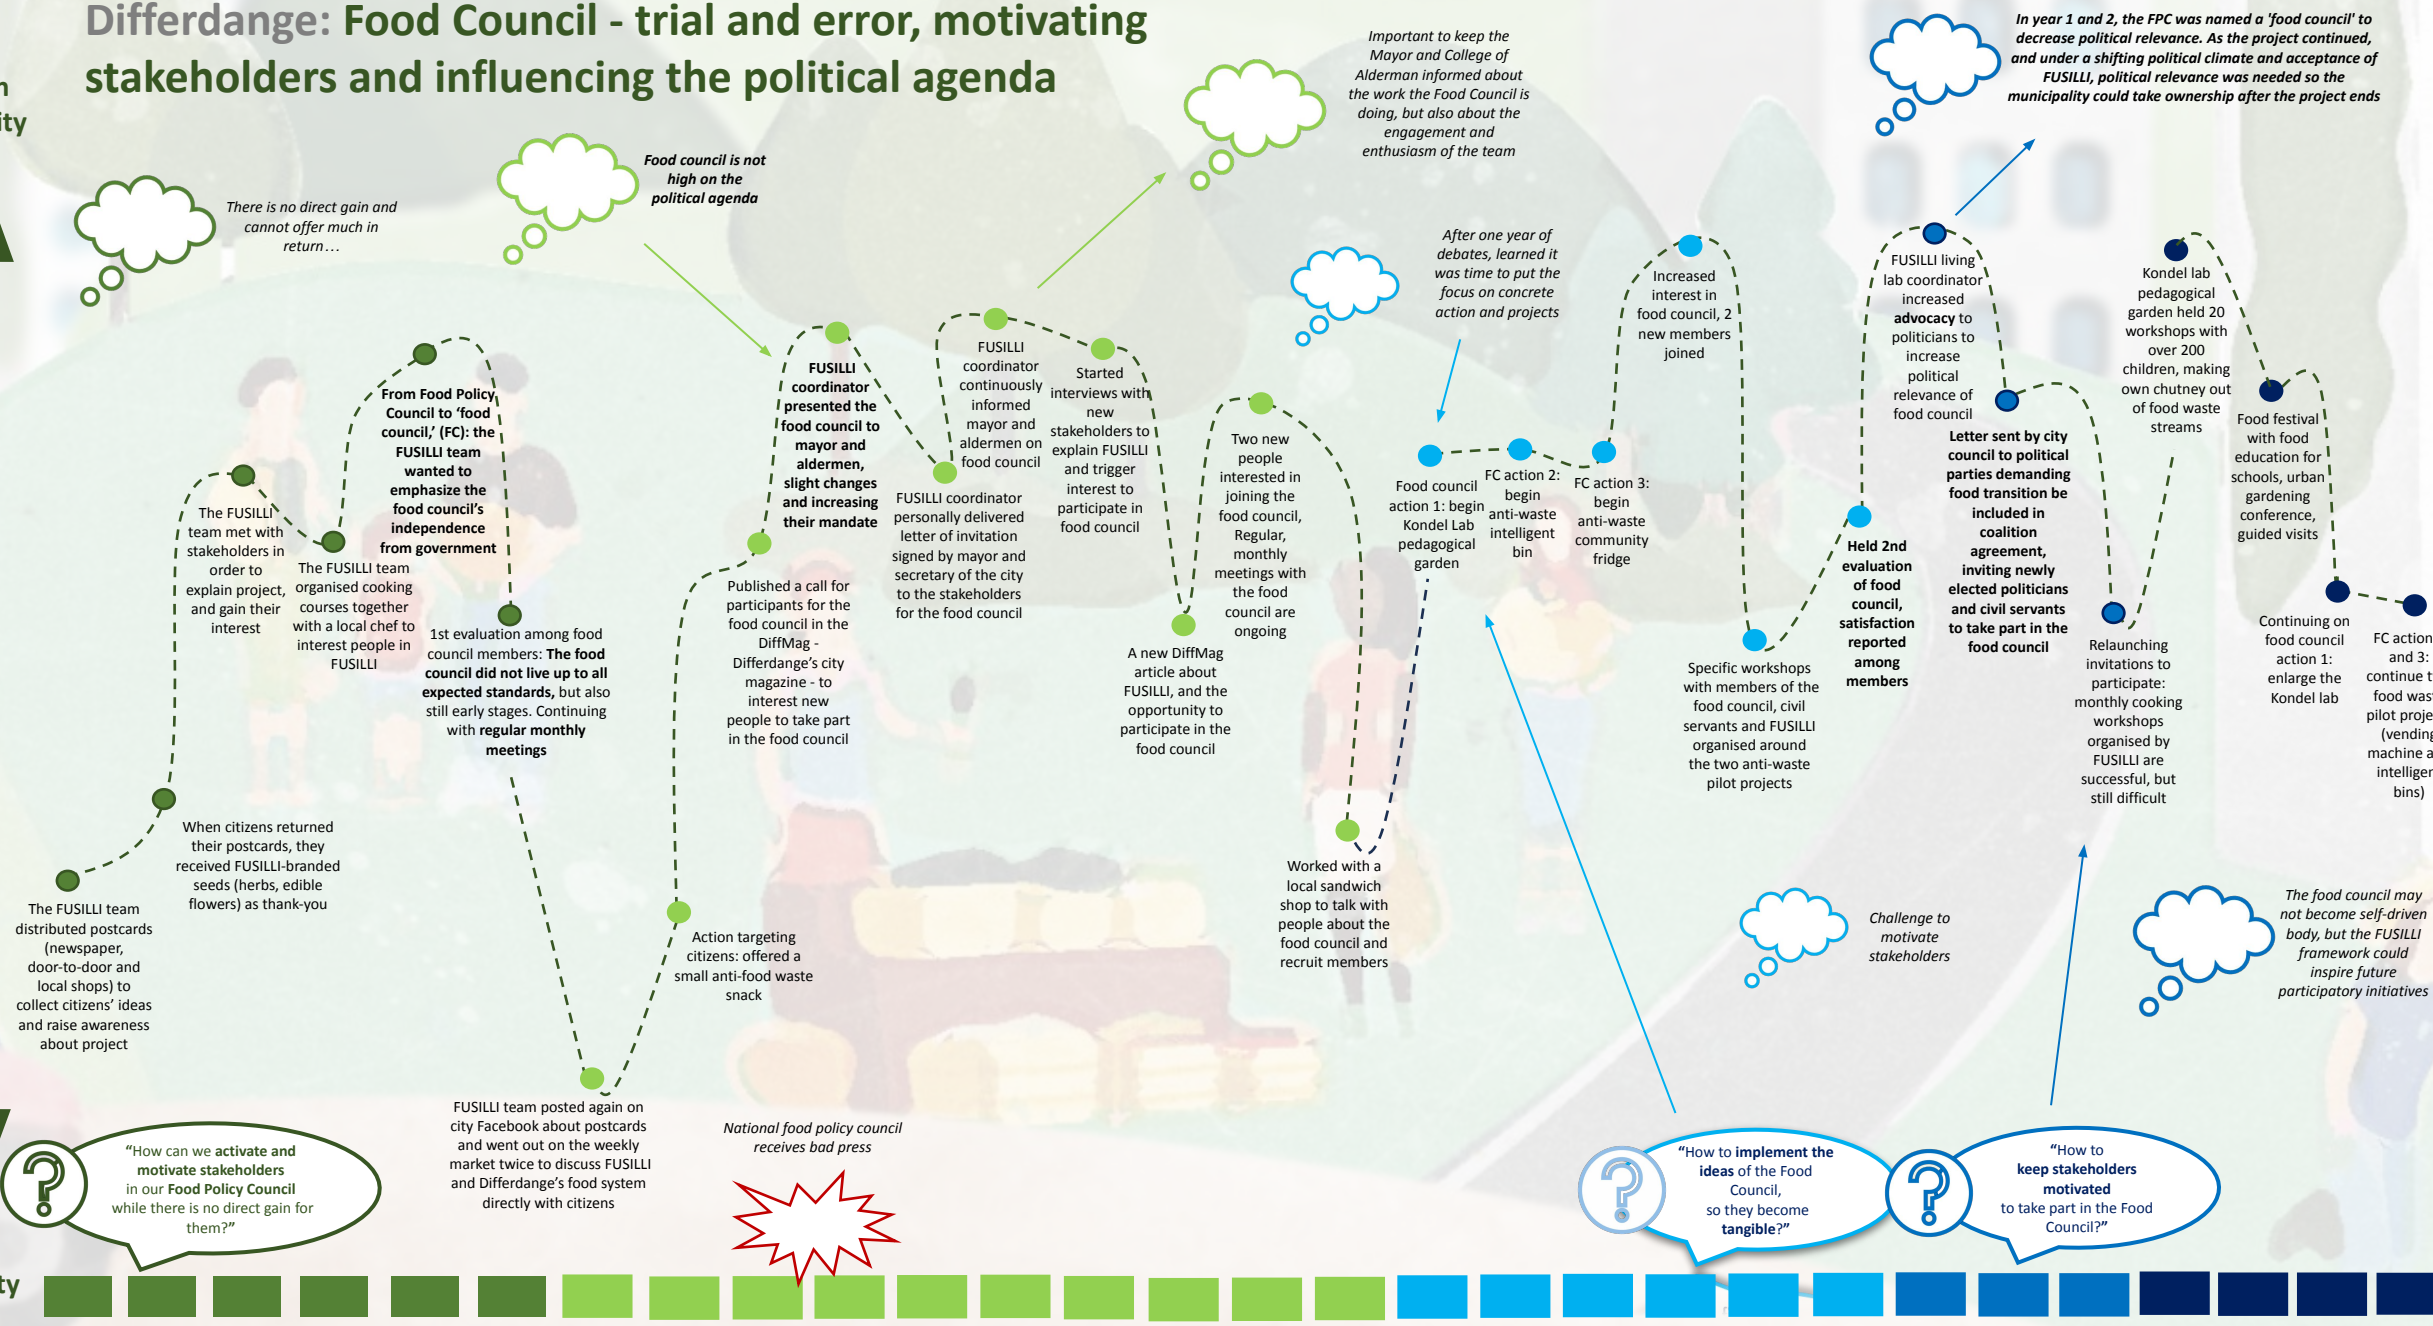 Differdange: Food Council - trial and error, motivating
stakeholders and influencing the political agenda
There is no direct gain and
cannot offer much in
return…
Food council is not
high on the
political agenda
Important to keep the
Mayor and College of
Alderman informed about
the work the Food Council is
doing, but also about the
engagement and
enthusiasm of the team
After one year of
debates, learned it
was time to put the
focus on concrete
action and projects
In year 1 and 2, the FPC was named a 'food council' to
decrease political relevance. As the project continued,
and under a shifting political climate and acceptance of
FUSILLI, political relevance was needed so the
municipality could take ownership after the project ends
The FUSILLI team
distributed postcards
(newspaper,
door-to-door and
local shops) to
collect citizens’ ideas
and raise awareness
about project
When citizens returned
their postcards, they
received FUSILLI-branded
seeds (herbs, edible
flowers) as thank-you
The FUSILLI
team met with
stakeholders in
order to
explain project,
and gain their
interest
The FUSILLI team
organised cooking
courses together
with a local chef to
interest people in
FUSILLI
From Food Policy
Council to ‘food
council,’ (FC): the
FUSILLI team
wanted to
emphasize the
food council’s
independence
from government
1st evaluation among food
council members: The food
council did not live up to all
expected standards, but also
still early stages. Continuing
with regular monthly
meetings
FUSILLI team posted again on
city Facebook about postcards
and went out on the weekly
market twice to discuss FUSILLI
and Differdange’s food system
directly with citizens
Action targeting
citizens: offered a
small anti-food waste
snack
Published a call for
participants for the
food council in the
DiffMag -
Differdange’s city
magazine - to
interest new
people to take part
in the food council
FUSILLI
coordinator
presented the
food council to
mayor and
aldermen,
slight changes
and increasing
their mandate
FUSILLI coordinator
personally delivered
letter of invitation
signed by mayor and
secretary of the city
to the stakeholders
for the food council
FUSILLI
coordinator
continuously
informed
mayor and
aldermen on
food council
Started
interviews with
new
stakeholders to
explain FUSILLI
and trigger
interest to
participate in
food council
A new DiffMag
article about
FUSILLI, and the
opportunity to
participate in the
food council
Two new
people
interested in
joining the
food council,
Regular,
monthly
meetings with
the food
council are
ongoing
Worked with a
local sandwich
shop to talk with
people about the
food council and
recruit members
Food council
action 1: begin
Kondel Lab
pedagogical
garden
FC action 2:
begin
anti-waste
intelligent
bin
FC action 3:
begin
anti-waste
community
fridge
Increased
interest in
food council, 2
new members
joined
Specific workshops
with members of the
food council, civil
servants and FUSILLI
organised around
the two anti-waste
pilot projects
Held 2nd
evaluation
of food
council,
satisfaction
reported
among
members
FUSILLI living
lab coordinator
increased
advocacy to
politicians to
increase
political
relevance of
food council
Letter sent by city
council to political
parties demanding
food transition be
included in
coalition
agreement,
inviting newly
elected politicians
and civil servants
to take part in the
food council
Relaunching
invitations to
participate:
monthly cooking
workshops
organised by
FUSILLI are
successful, but
still difficult
Kondel lab
pedagogical
garden held 20
workshops with
over 200
children, making
own chutney out
of food waste
streams
Food festival
with food
education for
schools, urban
gardening
conference,
guided visits
Continuing on
food council
action 1:
enlarge the
Kondel lab
FC action
and 3:
continue
food
pilot
(vending
machine
bins)
Challenge to
motivate
stakeholders
The food council may
not become self-driven
body, but the FUSILLI
framework could
inspire future
participatory initiatives
National food policy council
receives bad press
“How can we activate and
motivate stakeholders
in our Food Policy Council
while there is no direct gain for
them?”
“How to implement the
ideas of the Food
Council,
so they become
tangible?”
“How to
keep stakeholders
motivated
to take part in the Food
Council?”